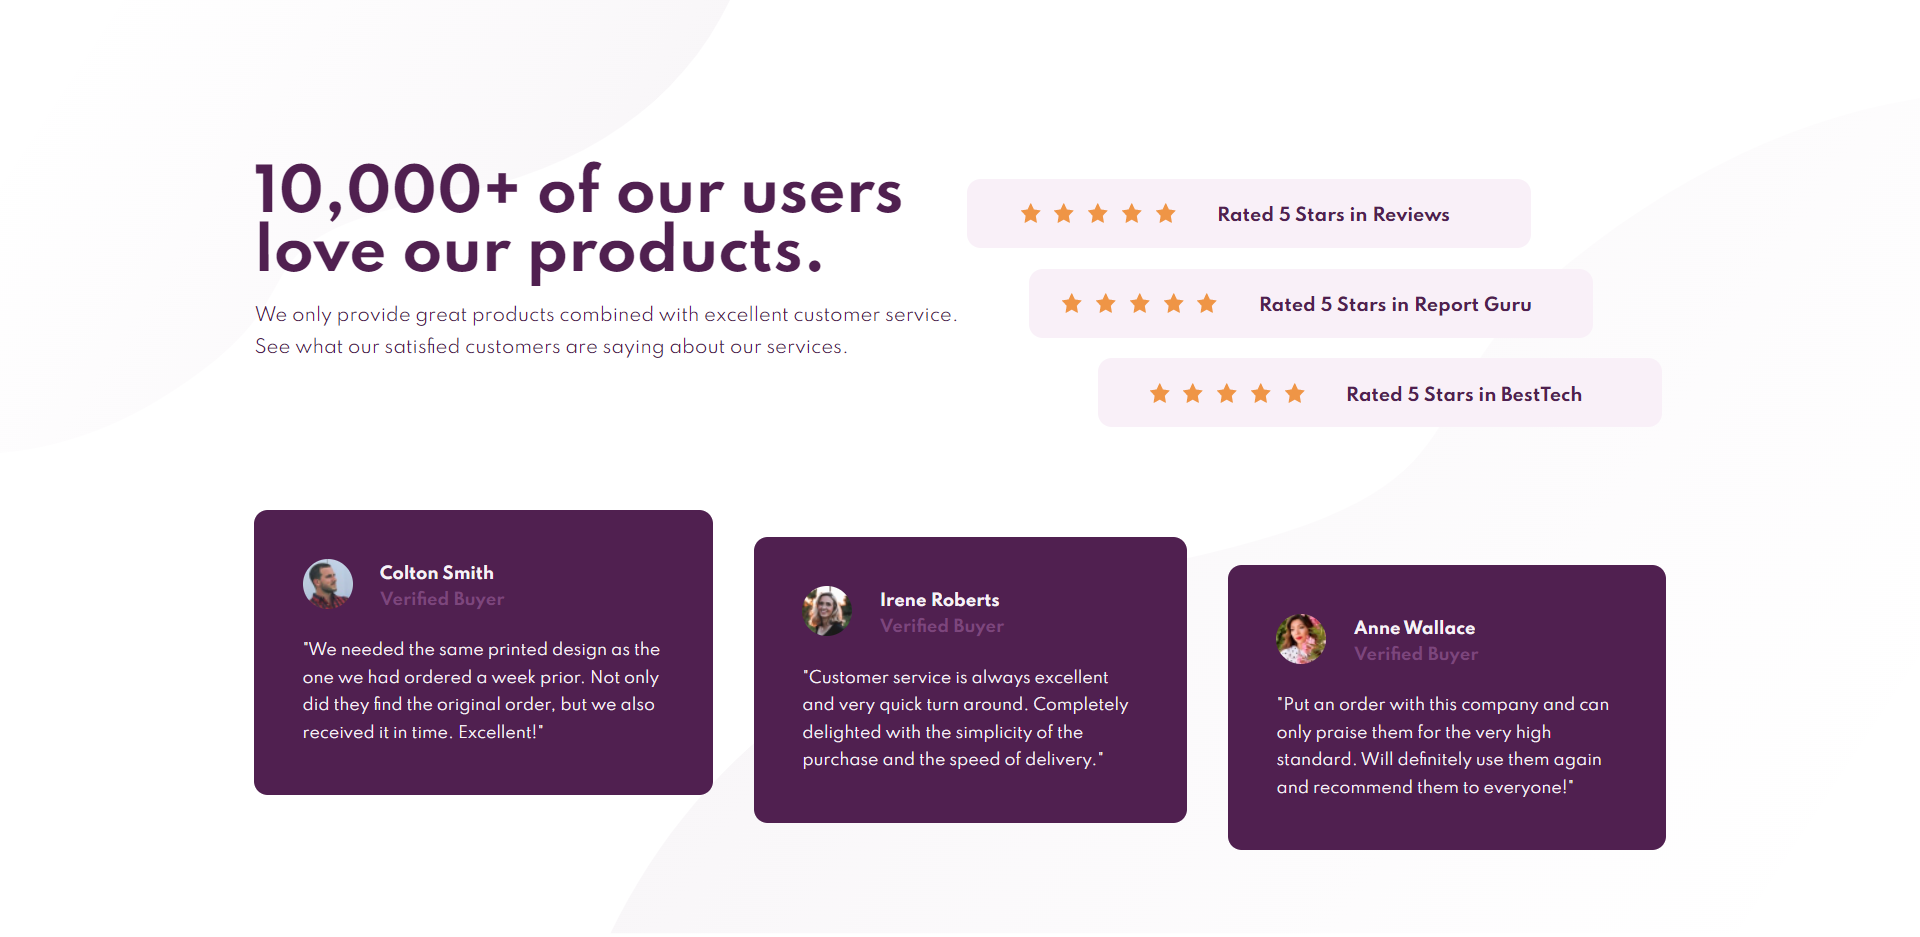 10,000+ of our users
love our products.
We only provide great products combined with excellent customer service.
See what our satisfied customers are saying about our services.
Rated 5 Stars in Reviews
Rated 5 Stars in Report Guru
Rated 5 Stars in BestTech
Colton Smith
Verified Buyer
"We needed the same printed design as the
one we had ordered a week prior. Not only
did they find the original order, but we also
received it in time. Excellent!"
Irene Roberts
Verified Buyer
"Customer service is always excellent
and very quick turn around. Completely
delighted with the simplicity of the
purchase and the speed of delivery."
Anne Wallace
Verified Buyer
"Put an order with this company and can
only praise them for the very high
standard. Will definitely use them again
and recommend them to everyone!"